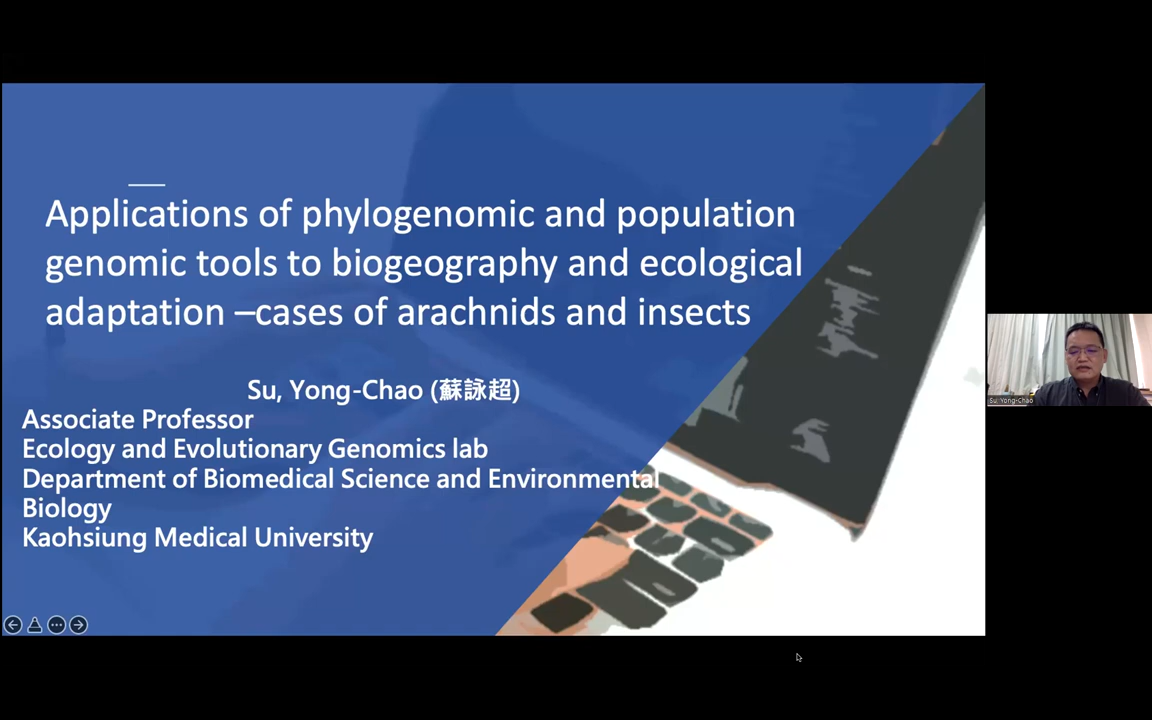 Applications of phylogenomic and population
genomic tools to biogeography and ecological
adaptation –cases of arachnids and insects
Su, Yong-Chao (蘇詠超)
Associate Professor
Ecology and Evolutionary Genomics lab
Department of Biomedical Science and Environmental
Biology
Kaohsiung Medical University
Su, Yong-Chao